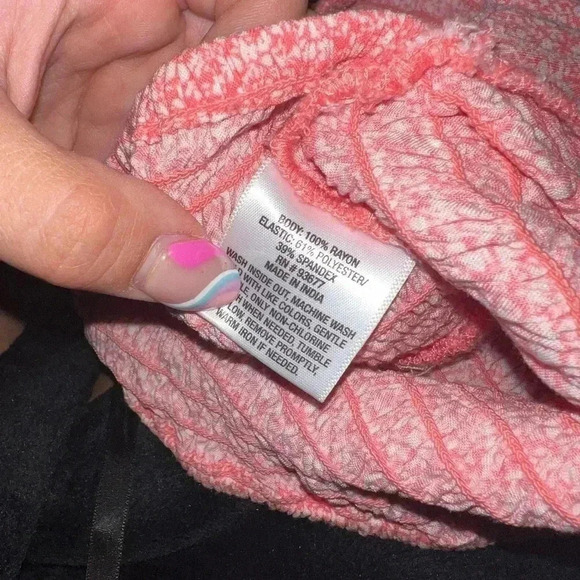 BODY: 100% RAYON
ELASTIC: 61% POLYESTER/
39% SPANDEX
RN # 93677
MADE IN INDIA
WASH INSIDE OUT, MACHINE WASH
WITH LIKE COLORS, GENTLE
ONLY NON-CHLORINE
WHEN NEEDED, TUMBLE
LOW, REMOVE PROMPTLY,
WARM IRON IF NEEDED.